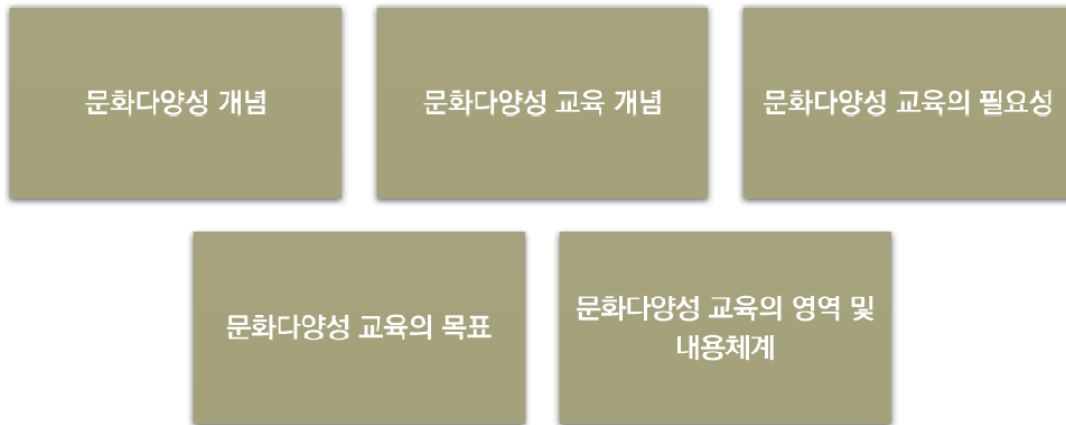 문화다양성 개념
문화다양성 교육 개념
문화다양성 교육의 필요성
문화다양성 교육의 목표
문화다양성 교육의 영역 및
내용체계